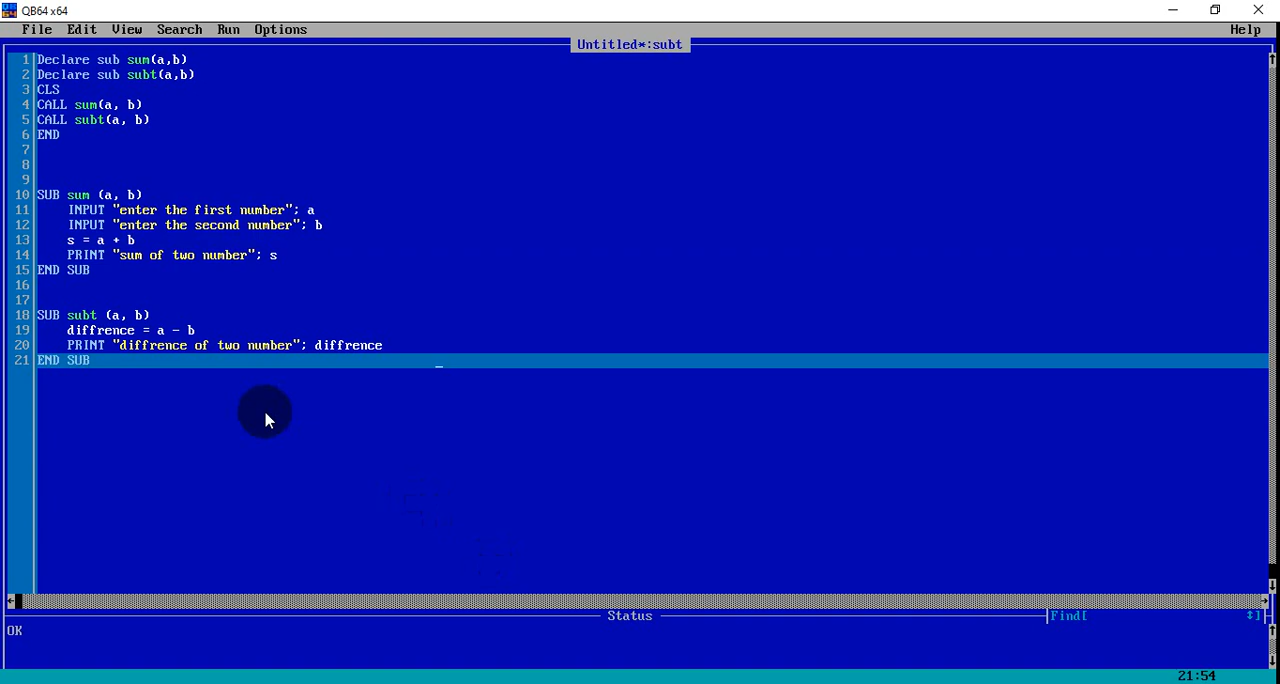 QB64 x64
File Edit View Search Run Options Help
Untitled*:subt
1 Declare sub sum(a,b)
2 Declare sub subt(a,b)
3 CLS
4 CALL sum(a, b)
5 CALL subt(a, b)
6 END
7
8
9
10 SUB sum (a, b)
11 INPUT "enter the first number"; a
12 INPUT "enter the second number"; b
13 s = a + b
14 PRINT "sum of two number"; s
15 END SUB
16
17
18 SUB subt (a, b)
19 diffrence = a - b
20 PRINT "diffrence of two number"; diffrence
21 END SUB
Status
Find[ ↕]
OK
21:54